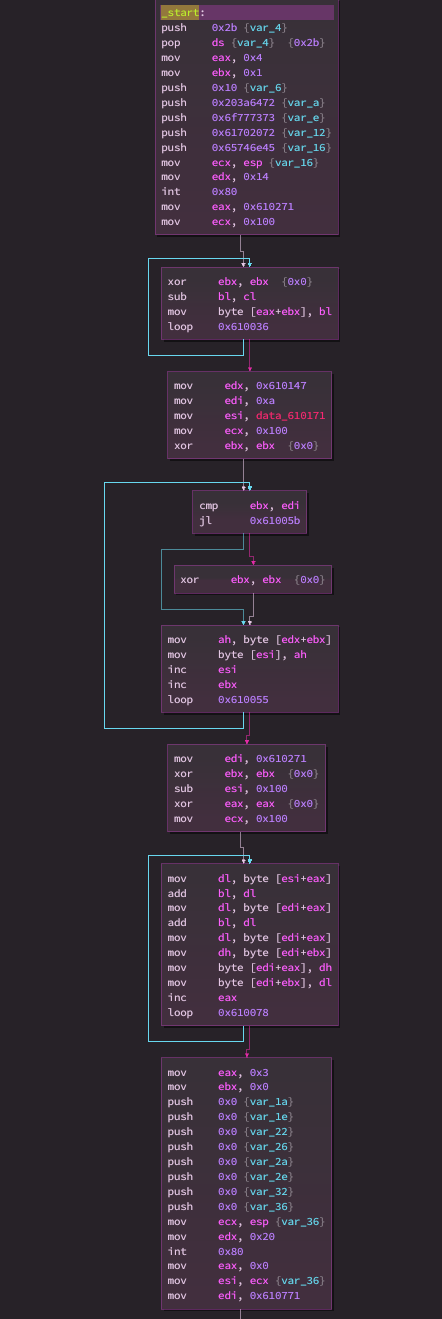 _start:
push 0x2b {var_4}
pop ds {var_4} {0x2b}
mov eax, 0x4
mov ebx, 0x1
push 0x10 {var_6}
push 0x203a6472 {var_a}
push 0x6f777373 {var_e}
push 0x61702072 {var_12}
push 0x65746e45 {var_16}
mov ecx, esp {var_16}
mov edx, 0x14
int 0x80
mov eax, 0x610271
mov ecx, 0x100
xor ebx, ebx {0x0}
sub bl, cl
mov byte [eax+ebx], bl
loop 0x610036
mov edx, 0x610147
mov edi, 0xa
mov esi, data_610171
mov ecx, 0x100
xor ebx, ebx {0x0}
cmp ebx, edi
jl 0x61005b
xor ebx, ebx {0x0}
mov ah, byte [edx+ebx]
mov byte [esi], ah
inc esi
inc ebx
loop 0x610055
mov edi, 0x610271
xor ebx, ebx {0x0}
sub esi, 0x100
xor eax, eax {0x0}
mov ecx, 0x100
mov dl, byte [esi+eax]
add bl, dl
mov dl, byte [edi+eax]
add bl, dl
mov dl, byte [edi+eax]
mov dh, byte [edi+ebx]
mov byte [edi+eax], dh
mov byte [edi+ebx], dl
inc eax
loop 0x610078
mov eax, 0x3
mov ebx, 0x0
push 0x0 {var_1a}
push 0x0 {var_1e}
push 0x0 {var_22}
push 0x0 {var_26}
push 0x0 {var_2a}
push 0x0 {var_2e}
push 0x0 {var_32}
push 0x0 {var_36}
mov ecx, esp {var_36}
mov edx, 0x20
int 0x80
mov eax, 0x0
mov esi, ecx {var_36}
mov edi, 0x610771